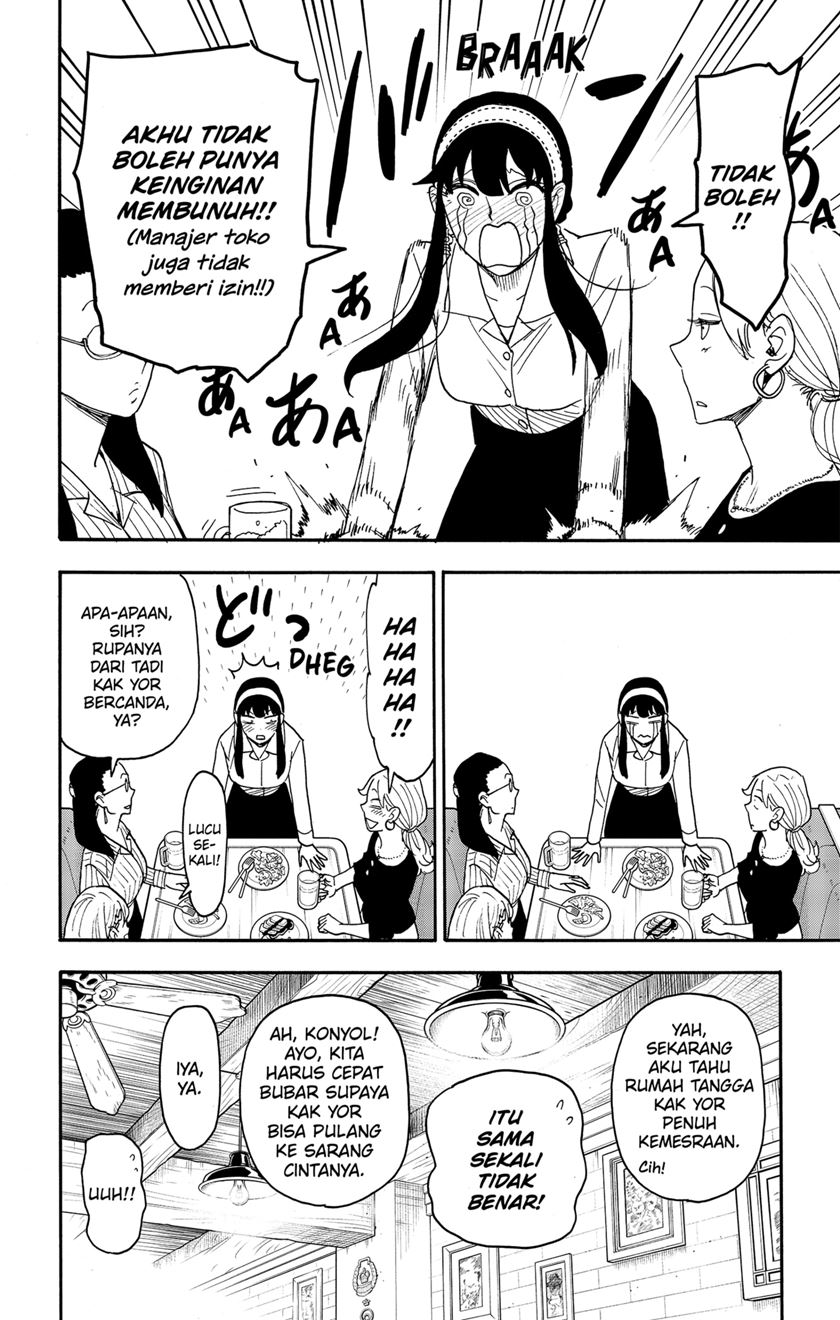 BRAAAK
TIDAK
BOLEH
!!
AKHU TIDAK
BOLEH PUNYA
KEINGINAN
MEMBUNUH!!
(Manajer toko
juga tidak
memberi izin!!)
あ
A
あ
A
あ
A
あ
A
HA
HA
HA
HA
!!
どっ
DHEG
APA-APAAN,
SIH?
RUPANYA
DARI TADI
KAK YOR
BERCANDA,
YA?
LUCU
SE-
KALI!
YAH,
SEKARANG
AKU TAHU
RUMAH TANGGA
KAK YOR
PENUH
KEMESRAAN.
Cih!
ITU
SAMA
SEKALI
TIDAK
BENAR!
AH, KONYOL!
AYO, KITA
HARUS CEPAT
BUBAR SUPAYA
KAK YOR
BISA PULANG
KE SARANG
CINTANYA.
IYA,
YA.
UUH!!